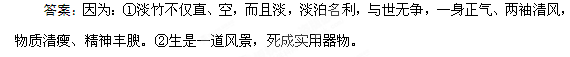 答案：因为：①淡竹不仅直、空，而且淡，淡泊名利，与世无争，一身正气、两袖清风，
物质清瘦、精神丰腴。②生是一道风景，死成实用器物。